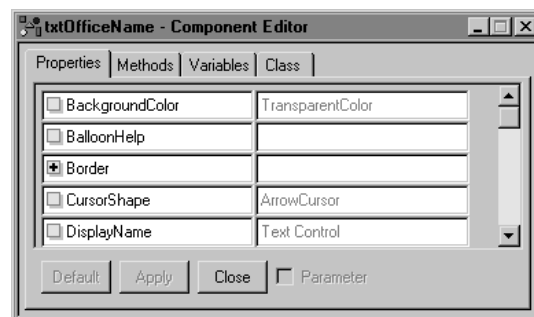 txtOfficeName - Component Editor
Properties Methods Variables Class
BackgroundColor TransparentColor
BalloonHelp
Border
CursorShape ArrowCursor
DisplayName Text Control
Default Apply Close Parameter